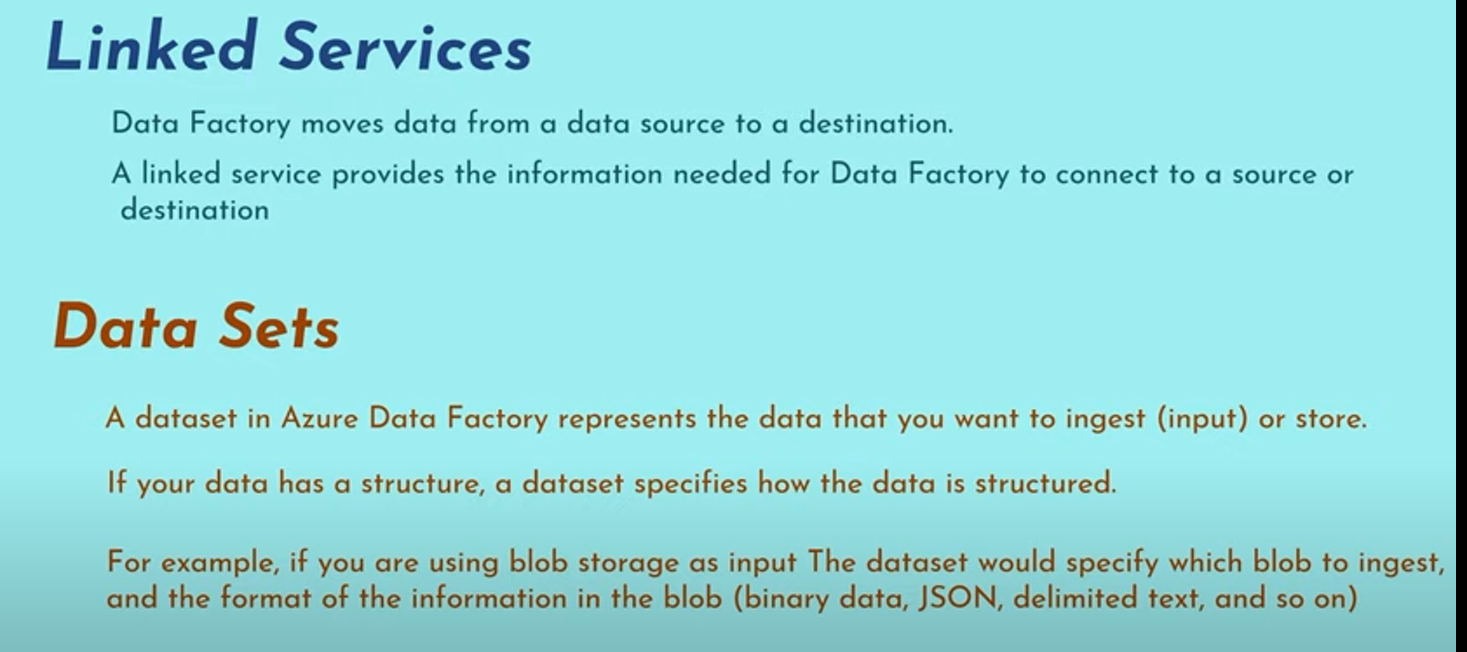 Linked Services
Data Factory moves data from a data source to a destination.
A linked service provides the information needed for Data Factory to connect to a source or
destination
Data Sets
A dataset in Azure Data Factory represents the data that you want to ingest (input) or store.
If your data has a structure, a dataset specifies how the data is structured.
For example, if you are using blob storage as input The dataset would specify which blob to ingest,
and the format of the information in the blob (binary data, JSON, delimited text, and so on)